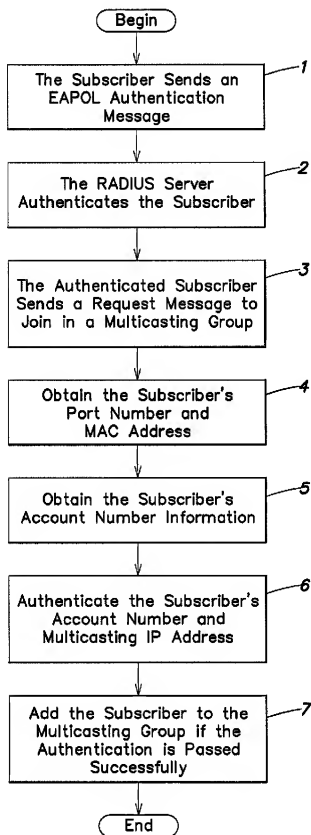 Begin
1
The Subscriber Sends an
EAPOL Authentication
Message
2
The RADIUS Server
Authenticates the Subscriber
3
The Authenticated Subscriber
Sends a Request Message to
Join in a Multicasting Group
4
Obtain the Subscriber's
Port Number and
MAC Address
5
Obtain the Subscriber's
Account Number Information
6
Authenticate the Subscriber's
Account Number and
Multicasting IP Address
7
Add the Subscriber to the
Multicasting Group if the
Authentication is Passed
Successfully
End